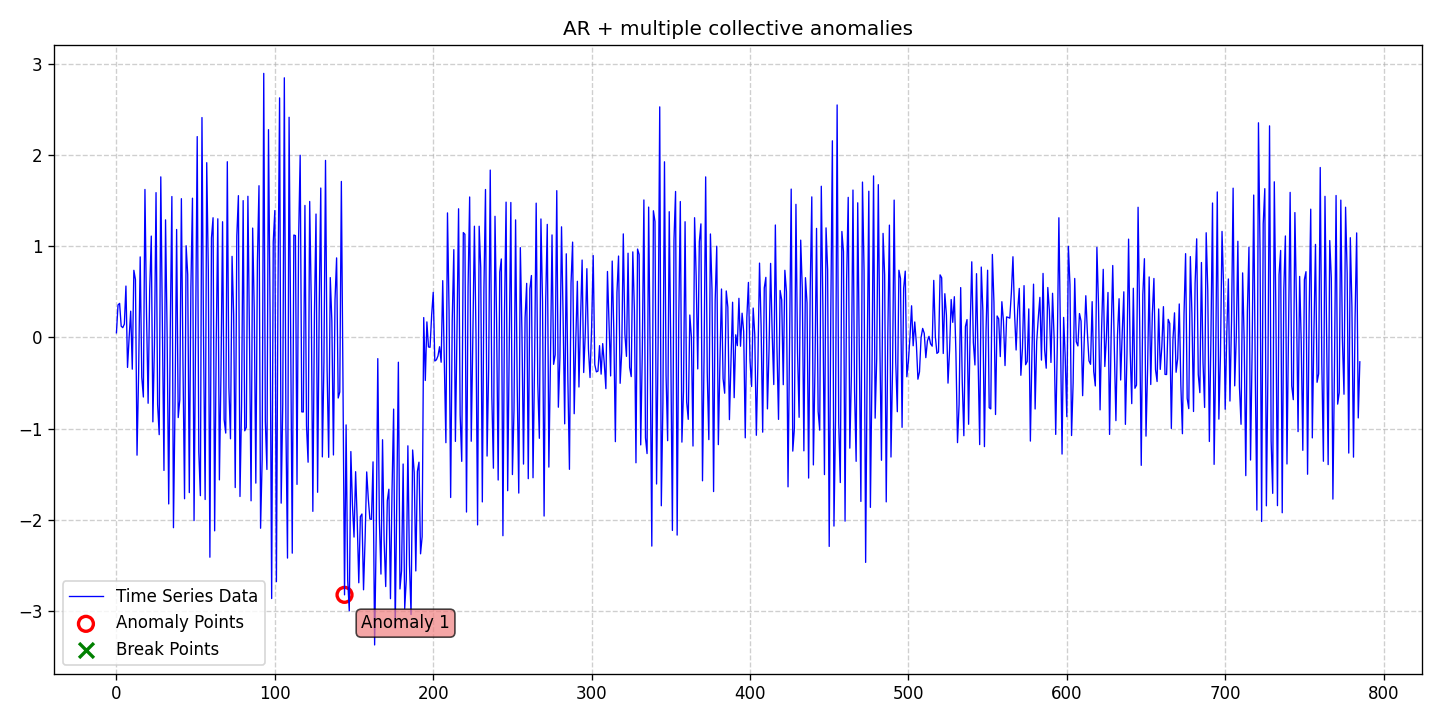 AR + multiple collective anomalies
3
2
1
0
−1
−2
−3
Time Series Data
Anomaly Points
Break Points
Anomaly 1
0 100 200 300 400 500 600 700 800